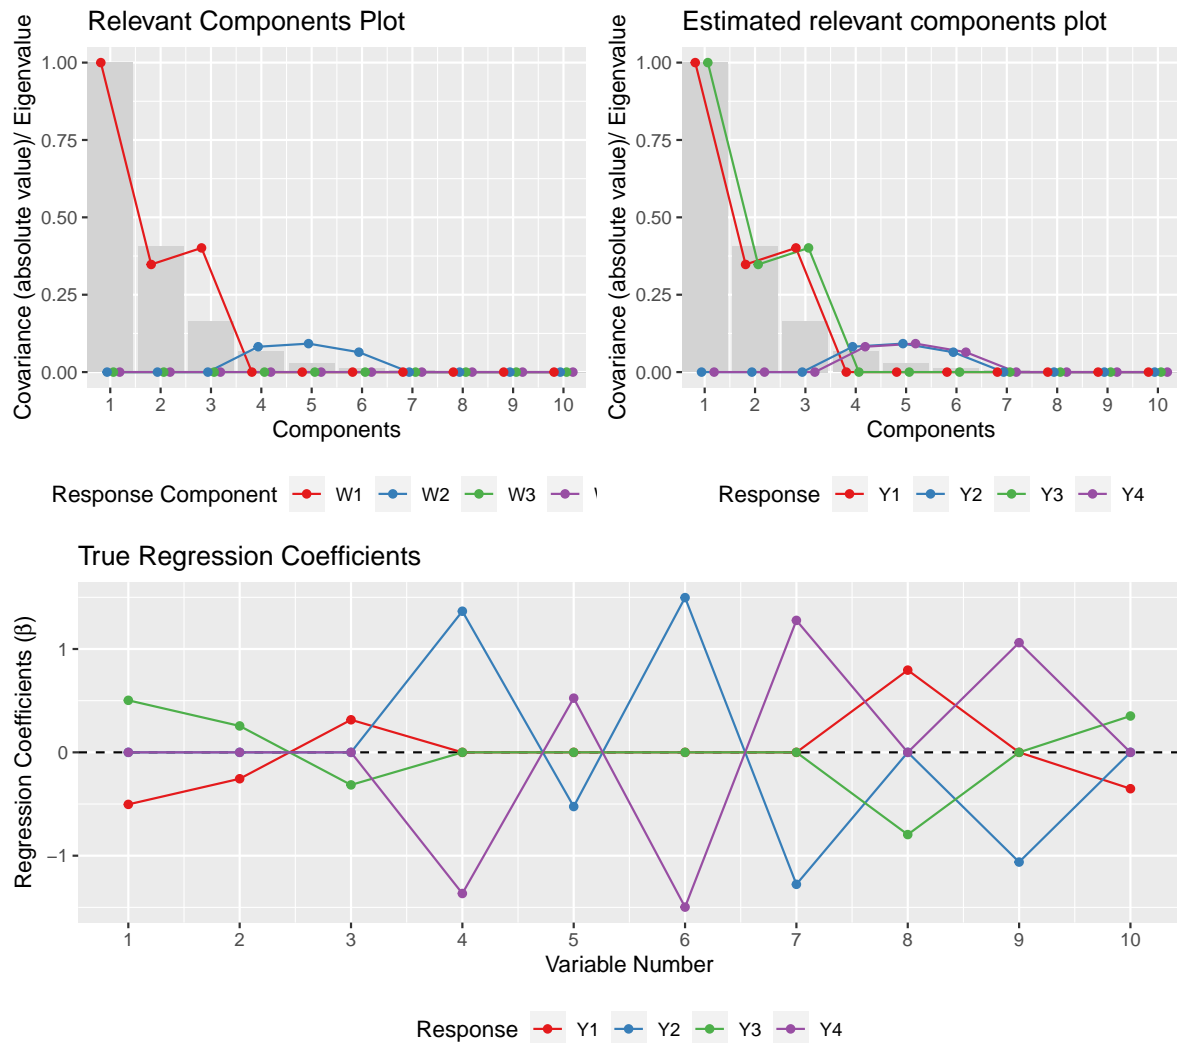 Relevant Components Plot
Covariance (absolute value)/ Eigenvalue
1.00
0.75
0.50
0.25
0.00
1 2 3 4 5 6 7 8 9 10
Components
Response Component W1 W2 W3
Estimated relevant components plot
Covariance (absolute value)/ Eigenvalue
1.00
0.75
0.50
0.25
0.00
1 2 3 4 5 6 7 8 9 10
Components
Response Y1 Y2 Y3 Y4
True Regression Coefficients
Regression Coefficients (β)
1
0
−1
1 2 3 4 5 6 7 8 9 10
Variable Number
Response Y1 Y2 Y3 Y4